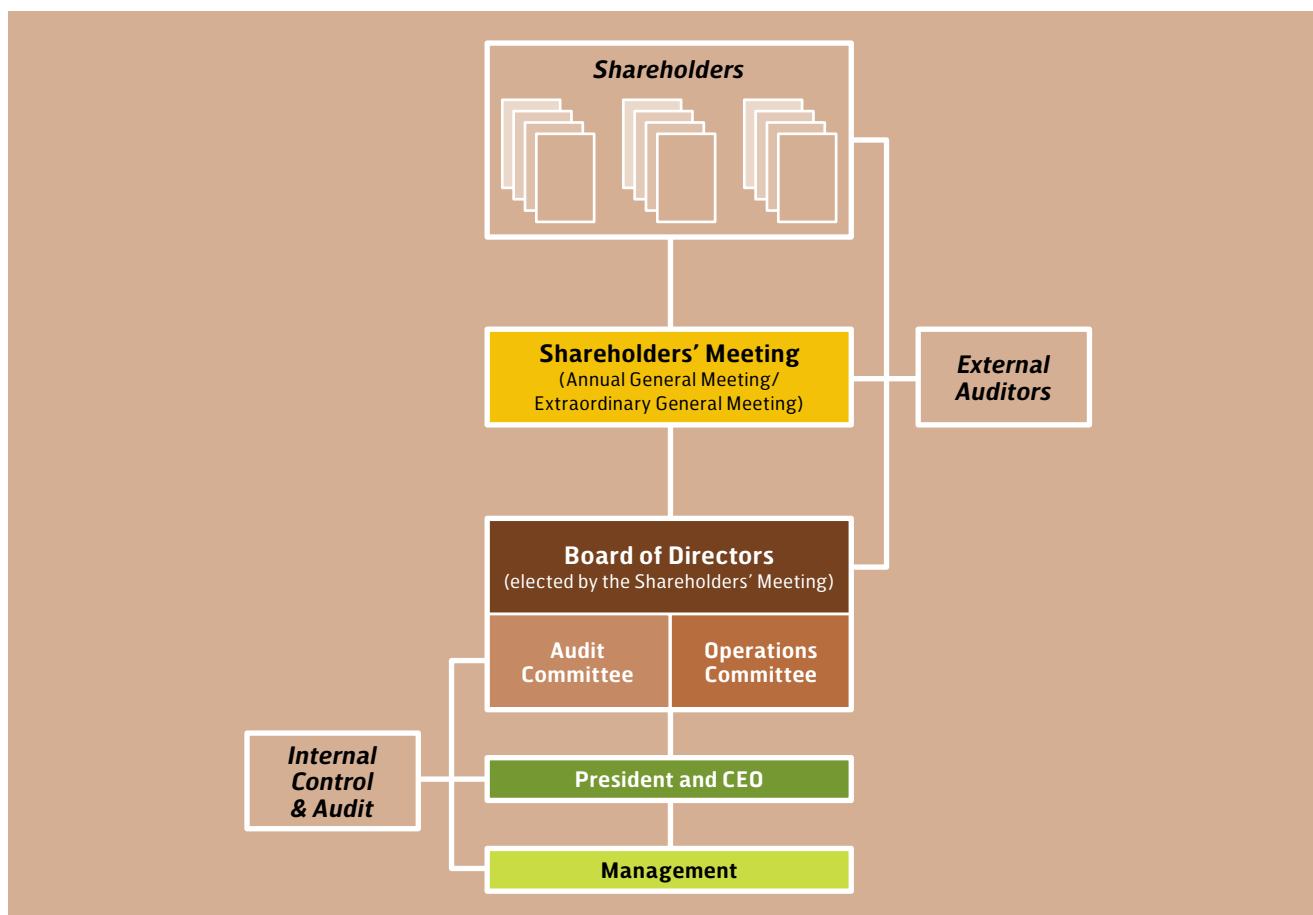 Shareholders
Shareholders’ Meeting
(Annual General Meeting/
Extraordinary General Meeting)
External
Auditors
Board of Directors
(elected by the Shareholders’ Meeting)
Audit
Committee
Operations
Committee
Internal
Control
& Audit
President and CEO
Management